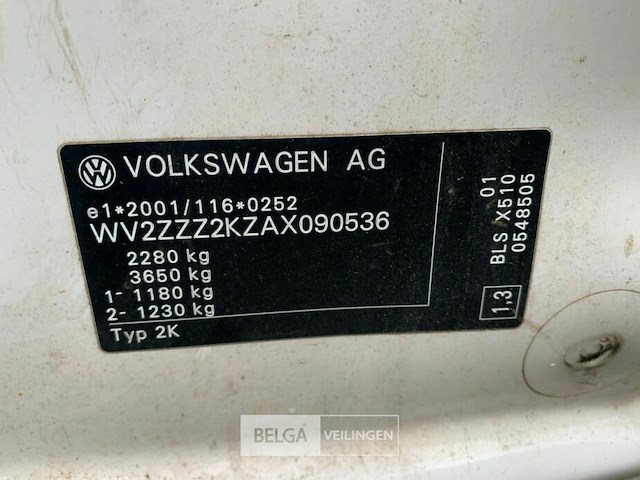 VOLKSWAGEN AG
e1*2001/116*0252
WV2ZZZ2KZAX090536
2280 kg
3650 kg
1- 1180 kg
2- 1230 kg
Typ 2K
01
BLS X510
0548505
1,3
BELGA VEILINGEN